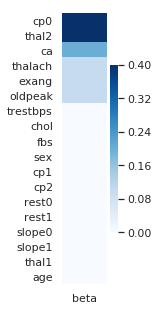 cp0
thal2
ca
thalach
exang
oldpeak
trestbps
chol
fbs
sex
cp1
cp2
rest0
rest1
slope0
slope1
thal1
age
beta
0.40
0.32
0.24
0.16
0.08
0.00